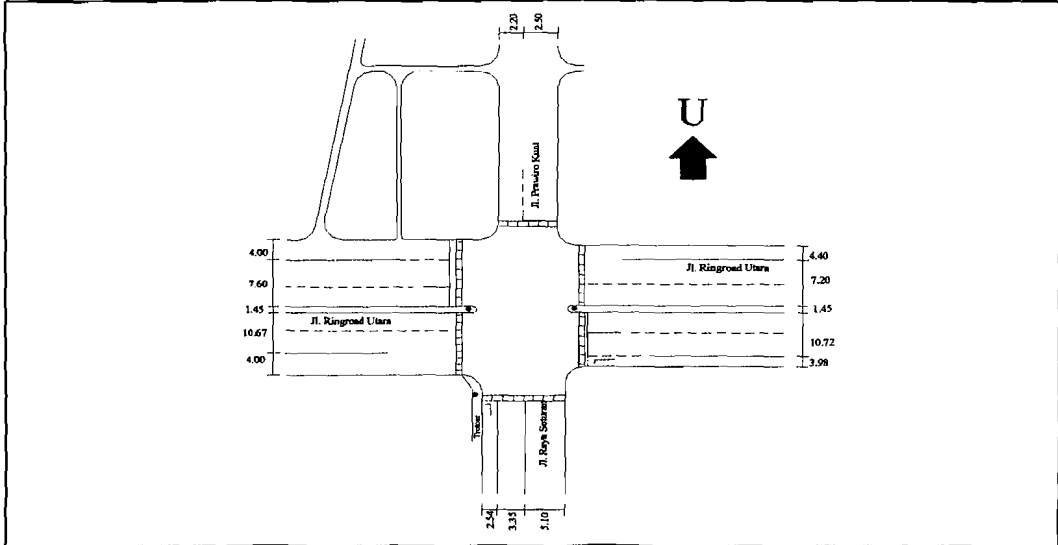 2.20
2.50
U
Jl. Prawiro Kuat
4.00
7.60
1.45
10.67
4.00
Jl. Ringroad Utara
Jl. Ringroad Utara
4.40
7.20
1.45
10.72
3.98
Trotoar
Jl. Raya Seturan
2.54
3.35
5.10